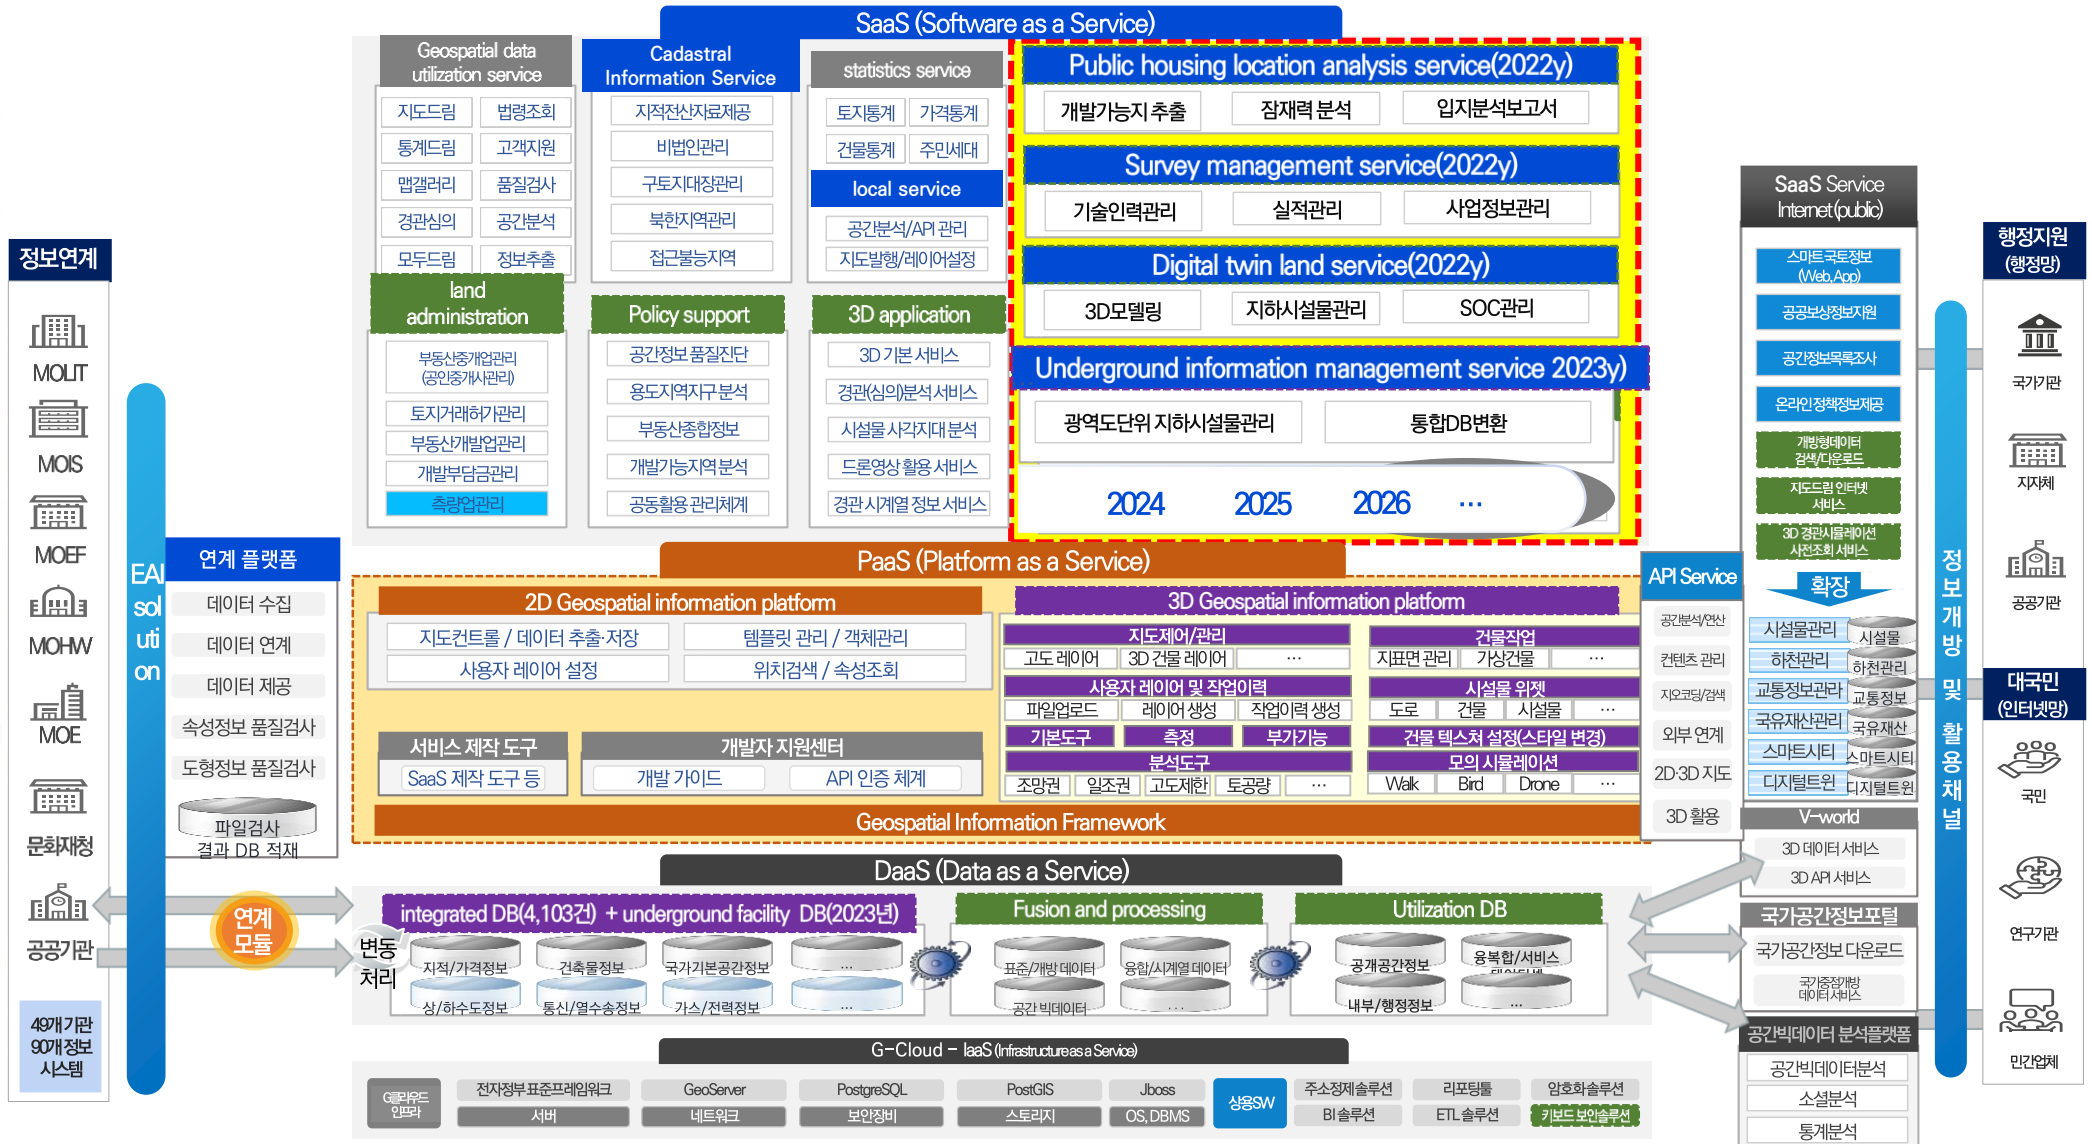 SaaS (Software as a Service)
Geospatial data
utilization service
지도드림 법령조회
통계드림 고객지원
맵갤러리 품질검사
경관심의 공간분석
모두드림 정보추출
Cadastral
Information Service
지적전산자료제공
비법인관리
구토지대장관리
북한지역관리
접근불능지역
statistics service
토지통계 가격통계
건물통계 주민세대
local service
공간분석/API 관리
지도발행/레이어설정
land
administration
부동산중개업관리
(공인중개사관리)
토지거래허가관리
부동산개발업관리
개발부담금관리
측량업관리
Policy support
공간정보 품질진단
용도지역지구 분석
부동산종합정보
개발가능지역 분석
공동활용 관리체계
3D application
3D 기본 서비스
경관(심의)분석 서비스
시설물 사각지대 분석
드론영상 활용 서비스
경관 시계열 정보 서비스
Public housing location analysis service(2022y)
개발가능지 추출 잠재력 분석 입지분석보고서
Survey management service(2022y)
기술인력관리 실적관리 사업정보관리
Digital twin land service(2022y)
3D모델링 지하시설물관리 SOC관리
Underground information management service 2023y)
광역도단위 지하시설물관리 통합DB변환
2024 2025 2026 ...
정보연계
MOLIT
MOIS
MOEF
MOHW
MOE
문화재청
공공기관
49개 기관
90개 정보
시스템
EAI
sol
uti
on
연계 플랫폼
데이터 수집
데이터 연계
데이터 제공
속성정보 품질검사
도형정보 품질검사
파일검사
결과 DB 적재
연계
모듈
변동
처리
PaaS (Platform as a Service)
2D Geospatial information platform
지도컨트롤 / 데이터 추출·저장 템플릿 관리 / 객체관리
사용자 레이어 설정 위치검색 / 속성조회
서비스 제작 도구
SaaS 제작 도구 등
개발자 지원센터
개발 가이드 API 인증 체계
3D Geospatial information platform
지도제어/관리
고도 레이어 3D 건물 레이어 ...
사용자 레이어 및 작업이력
파일업로드 레이어 생성 작업이력 생성
기본도구 측정 부가기능
분석도구
조망권 일조권 고도제한 토공량 ...
건물작업
지표면 관리 가상건물 ...
시설물 위젯
도로 건물 시설물 ...
건물 텍스쳐 설정(스타일 변경)
모의 시뮬레이션
Walk Bird Drone ...
Geospatial Information Framework
API Service
공간분석/연산
컨텐츠 관리
지오코딩/검색
외부 연계
2D·3D 지도
3D 활용
DaaS (Data as a Service)
integrated DB(4,103건) + underground facility DB(2023년)
지적/가격정보 건축물정보 국가기본공간정보 ...
상/하수도정보 통신/열수송정보 가스/전력정보 ...
Fusion and processing
표준/개방 데이터 융합/시계열 데이터
공간 빅데이터 ...
Utilization DB
공개공간정보 융복합/서비스
내부/행정정보 ...
G-Cloud - IaaS (Infrastructure as a Service)
G클라우드
인프라
전자정부 표준프레임워크 GeoServer PostgreSQL PostGIS Jboss
서버 네트워크 보안장비 스토리지 OS, DBMS
상용SW
주소정제솔루션 리포팅툴 암호화솔루션
BI 솔루션 ETL 솔루션 키보드 보안솔루션
SaaS Service
Internet (public)
스마트국토정보
(Web, App)
공공보상정보지원
공간정보목록조사
온라인 정책정보제공
개방형데이터
검색/다운로드
지도드림 인터넷
서비스
3D 경관시뮬레이션
사전조회 서비스
확장
시설물관리 시설물
하천관리 하천관리
교통정보관라 교통정보
국유재산관리 국유재산
스마트시티 스마트시티
디지털트윈 디지털트윈
V-world
3D 데이터 서비스
3D API 서비스
국가공간정보포털
국가공간정보 다운로드
국가중점개방
데이터 서비스
공간빅데이터 분석플랫폼
공간빅데이터분석
소셜분석
통계분석
정
보
개
방
및
활
용
채
널
행정지원
(행정망)
국가기관
지자체
공공기관
대국민
(인터넷망)
국민
연구기관
민간업체